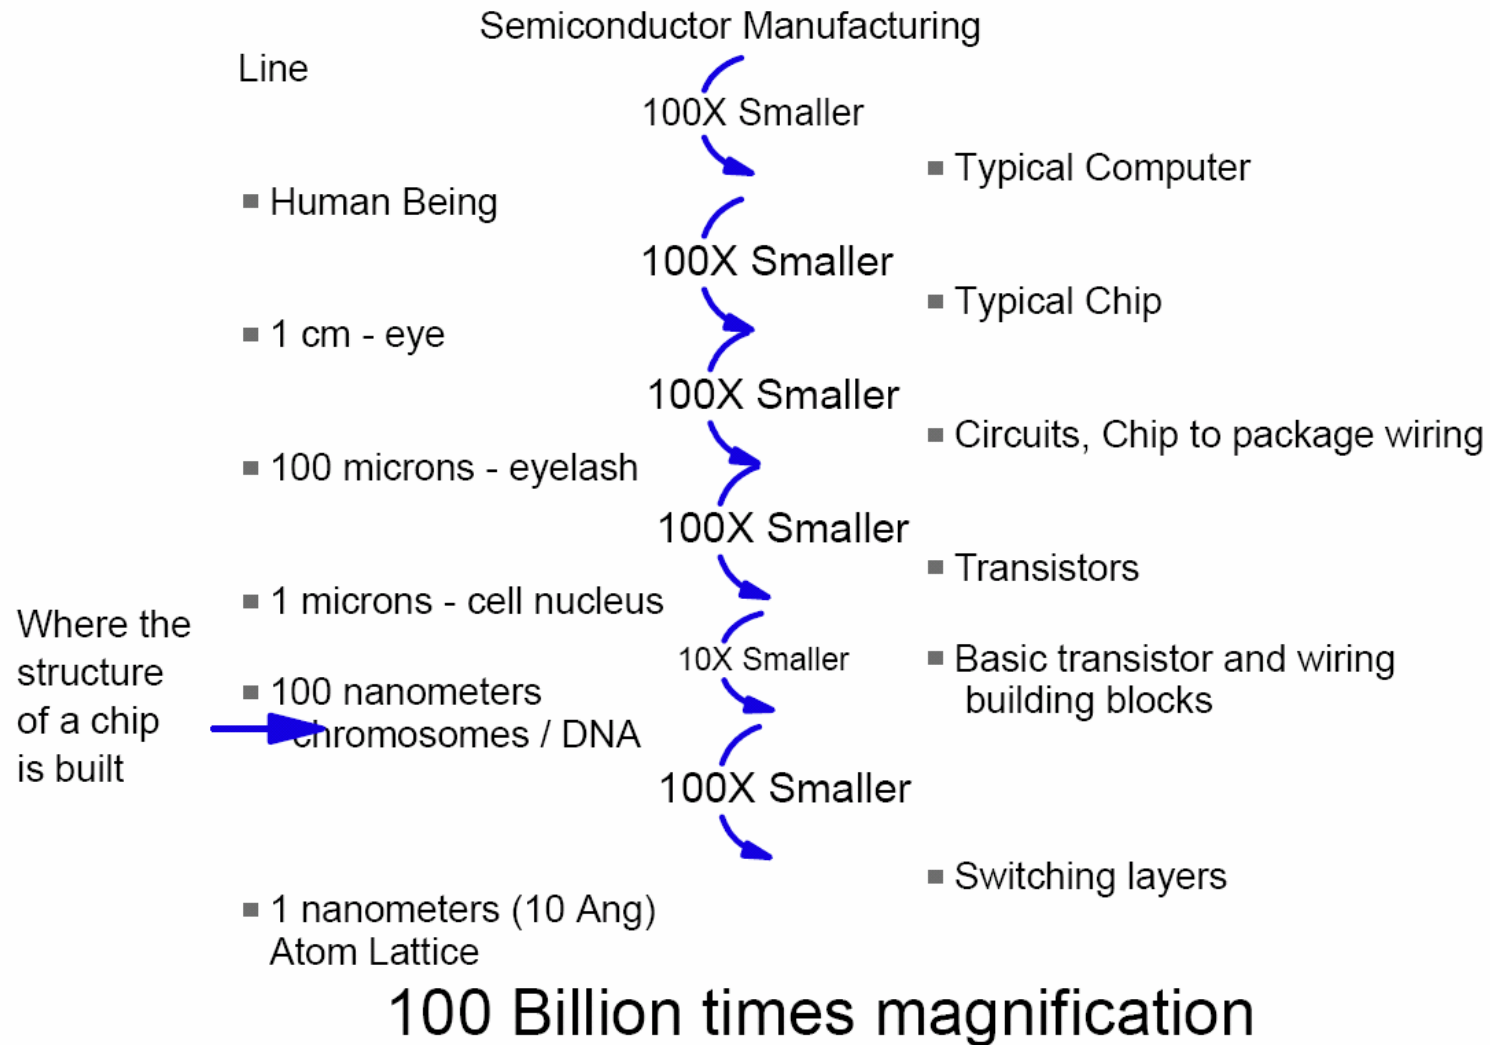 Semiconductor Manufacturing
Line
100X Smaller
Typical Computer
Human Being
100X Smaller
Typical Chip
1 cm - eye
100X Smaller
Circuits, Chip to package wiring
100 microns - eyelash
100X Smaller
Transistors
1 microns - cell nucleus
Where the
structure
of a chip
is built
10X Smaller
Basic transistor and wiring
building blocks
100 nanometers
chromosomes / DNA
100X Smaller
Switching layers
1 nanometers (10 Ang)
Atom Lattice
100 Billion times magnification